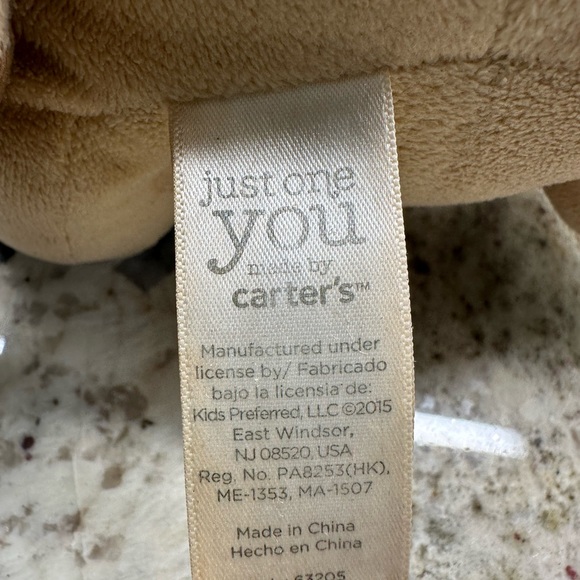 just one
you
made by
carter's™
Manufactured under
license by/ Fabricado
bajo la licensia de:
Kids Preferred, LLC ©2015
East Windsor,
NJ 08520, USA
Reg. No. PA8253(HK),
ME-1353, MA-1507
Made in China
Hecho en China
63205